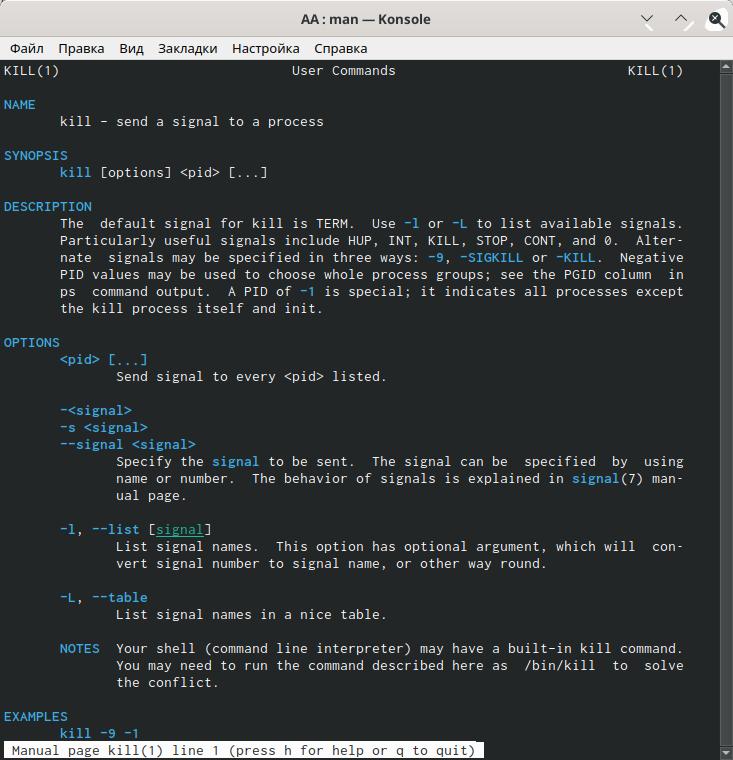 AA : man — Konsole
Файл Правка Вид Закладки Настройка Справка
KILL(1) User Commands KILL(1)
NAME
kill - send a signal to a process
SYNOPSIS
kill [options] <pid> [...]
DESCRIPTION
The default signal for kill is TERM. Use -l or -L to list available signals.
Particularly useful signals include HUP, INT, KILL, STOP, CONT, and 0. Alter-
nate signals may be specified in three ways: -9, -SIGKILL or -KILL. Negative
PID values may be used to choose whole process groups; see the PGID column in
ps command output. A PID of -1 is special; it indicates all processes except
the kill process itself and init.
OPTIONS
<pid> [...]
Send signal to every <pid> listed.
-<signal>
-s <signal>
--signal <signal>
Specify the signal to be sent. The signal can be specified by using
name or number. The behavior of signals is explained in signal(7) man-
ual page.
-l, --list [signal]
List signal names. This option has optional argument, which will con-
vert signal number to signal name, or other way round.
-L, --table
List signal names in a nice table.
NOTES Your shell (command line interpreter) may have a built-in kill command.
You may need to run the command described here as /bin/kill to solve
the conflict.
EXAMPLES
kill -9 -1
Manual page kill(1) line 1 (press h for help or q to quit)